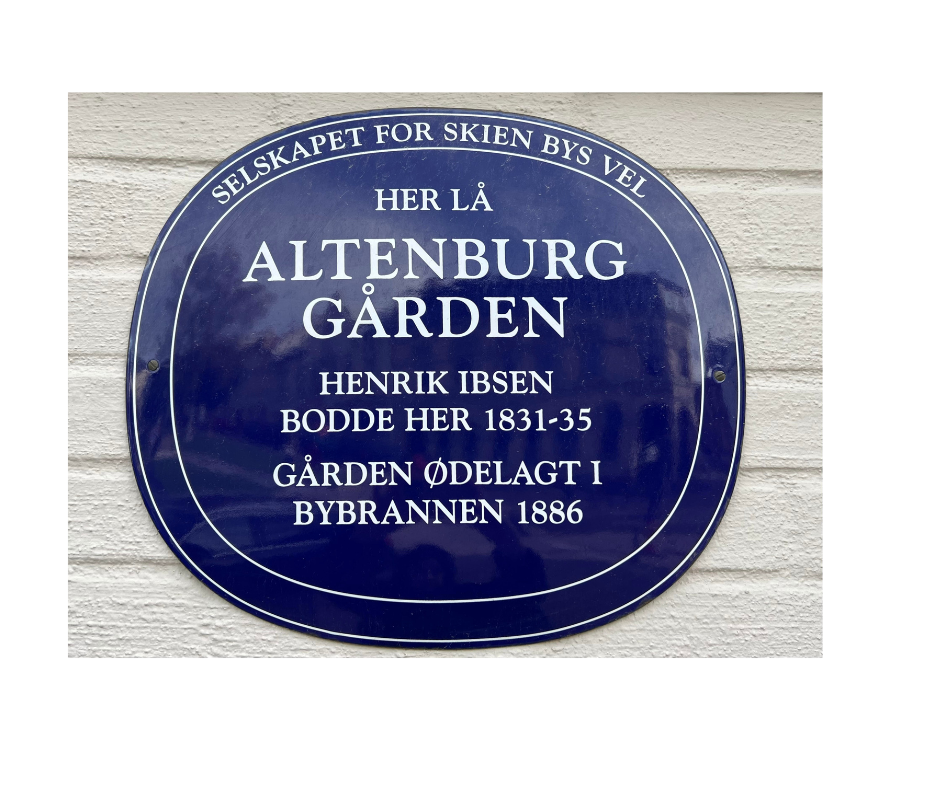 SELSKAPET FOR SKIEN BYS VEL
HER LÅ
ALTENBURG
GÅRDEN
HENRIK IBSEN
BODDE HER 1831-35
GÅRDEN ØDELAGT I
BYBRANNEN 1886